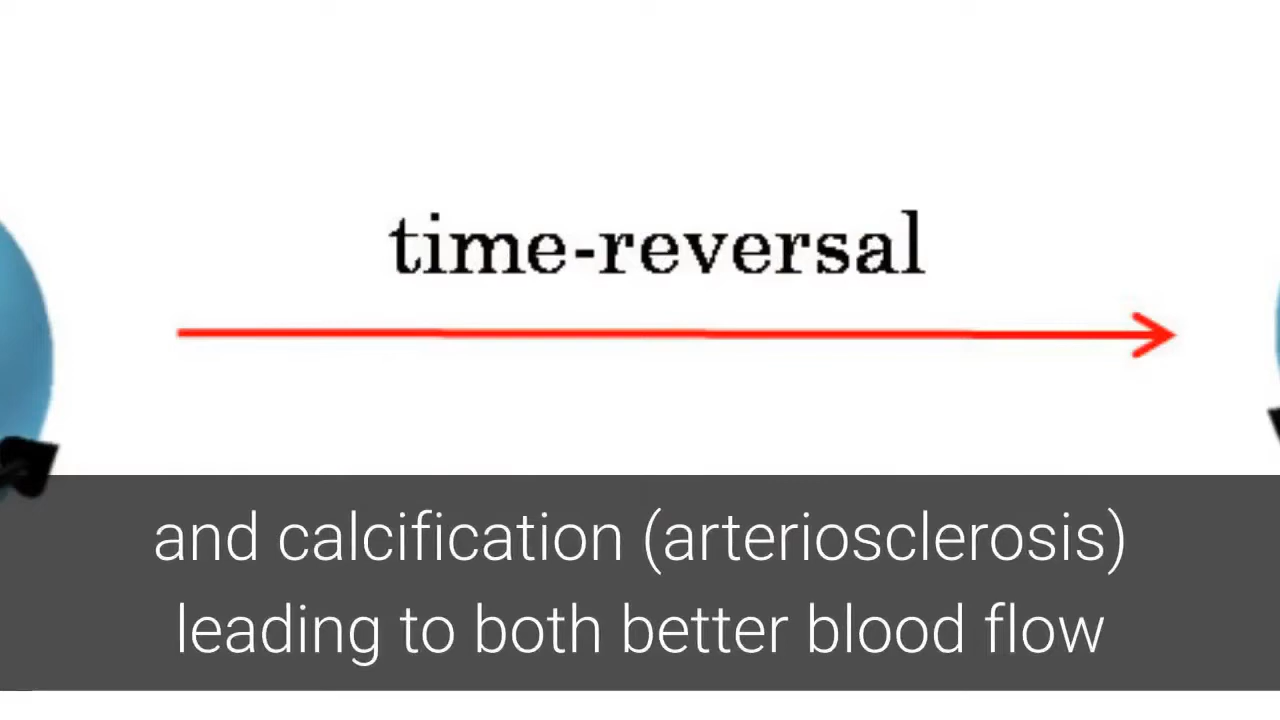 time-reversal
and calcification (arteriosclerosis)
leading to both better blood flow